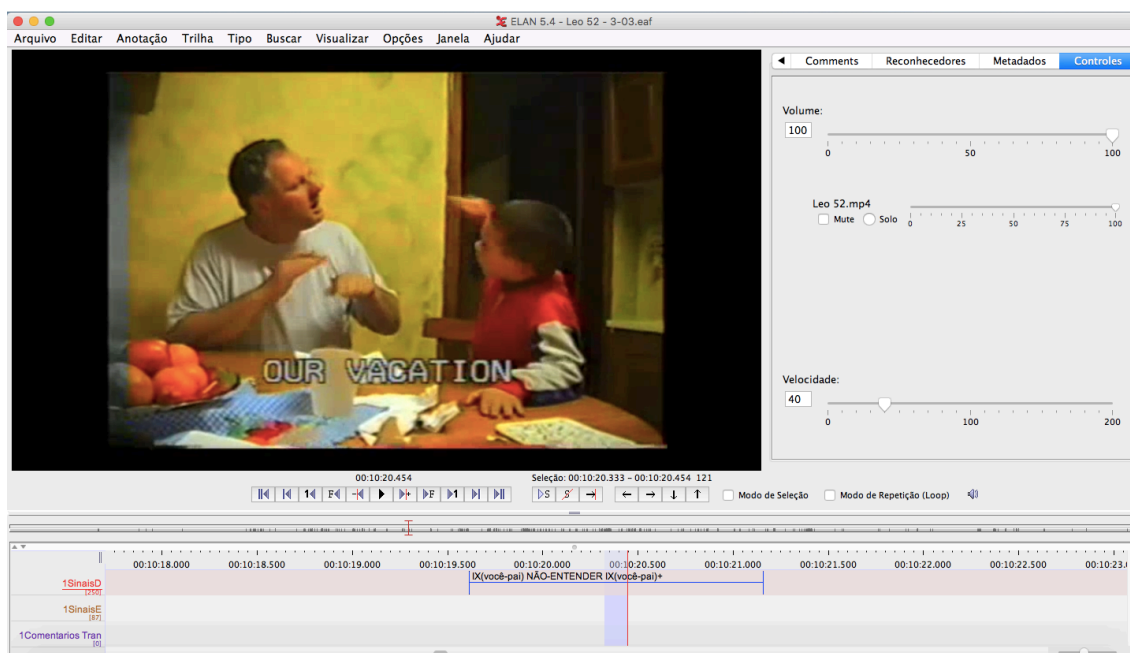 ELAN 5.4 - Leo 52 - 3-03.eaf
Arquivo Editar Anotação Trilha Tipo Buscar Visualizar Opções Janela Ajudar
Comments Reconhecedores Metadados Controles
Volume:
100
0 50 100
Leo 52.mp4
Mute Solo
0 25 50 75 100
OUR VACATION
Velocidade:
40
0 100 200
00:10:20.454
Seleção: 00:10:20.333 - 00:10:20.454 121
Modo de Seleção Modo de Repetição (Loop)
00:10:18.000 00:10:18.500 00:10:19.000 00:10:19.500 00:10:20.000 00:10:20.500 00:10:21.000 00:10:21.500 00:10:22.000 00:10:22.500 00:10:23.
IX(você-pai) NÃO-ENTENDER IX(você-pai)+
1SinaisD
[250]
1SinaisE
[87]
1Comentarios Tran
[0]